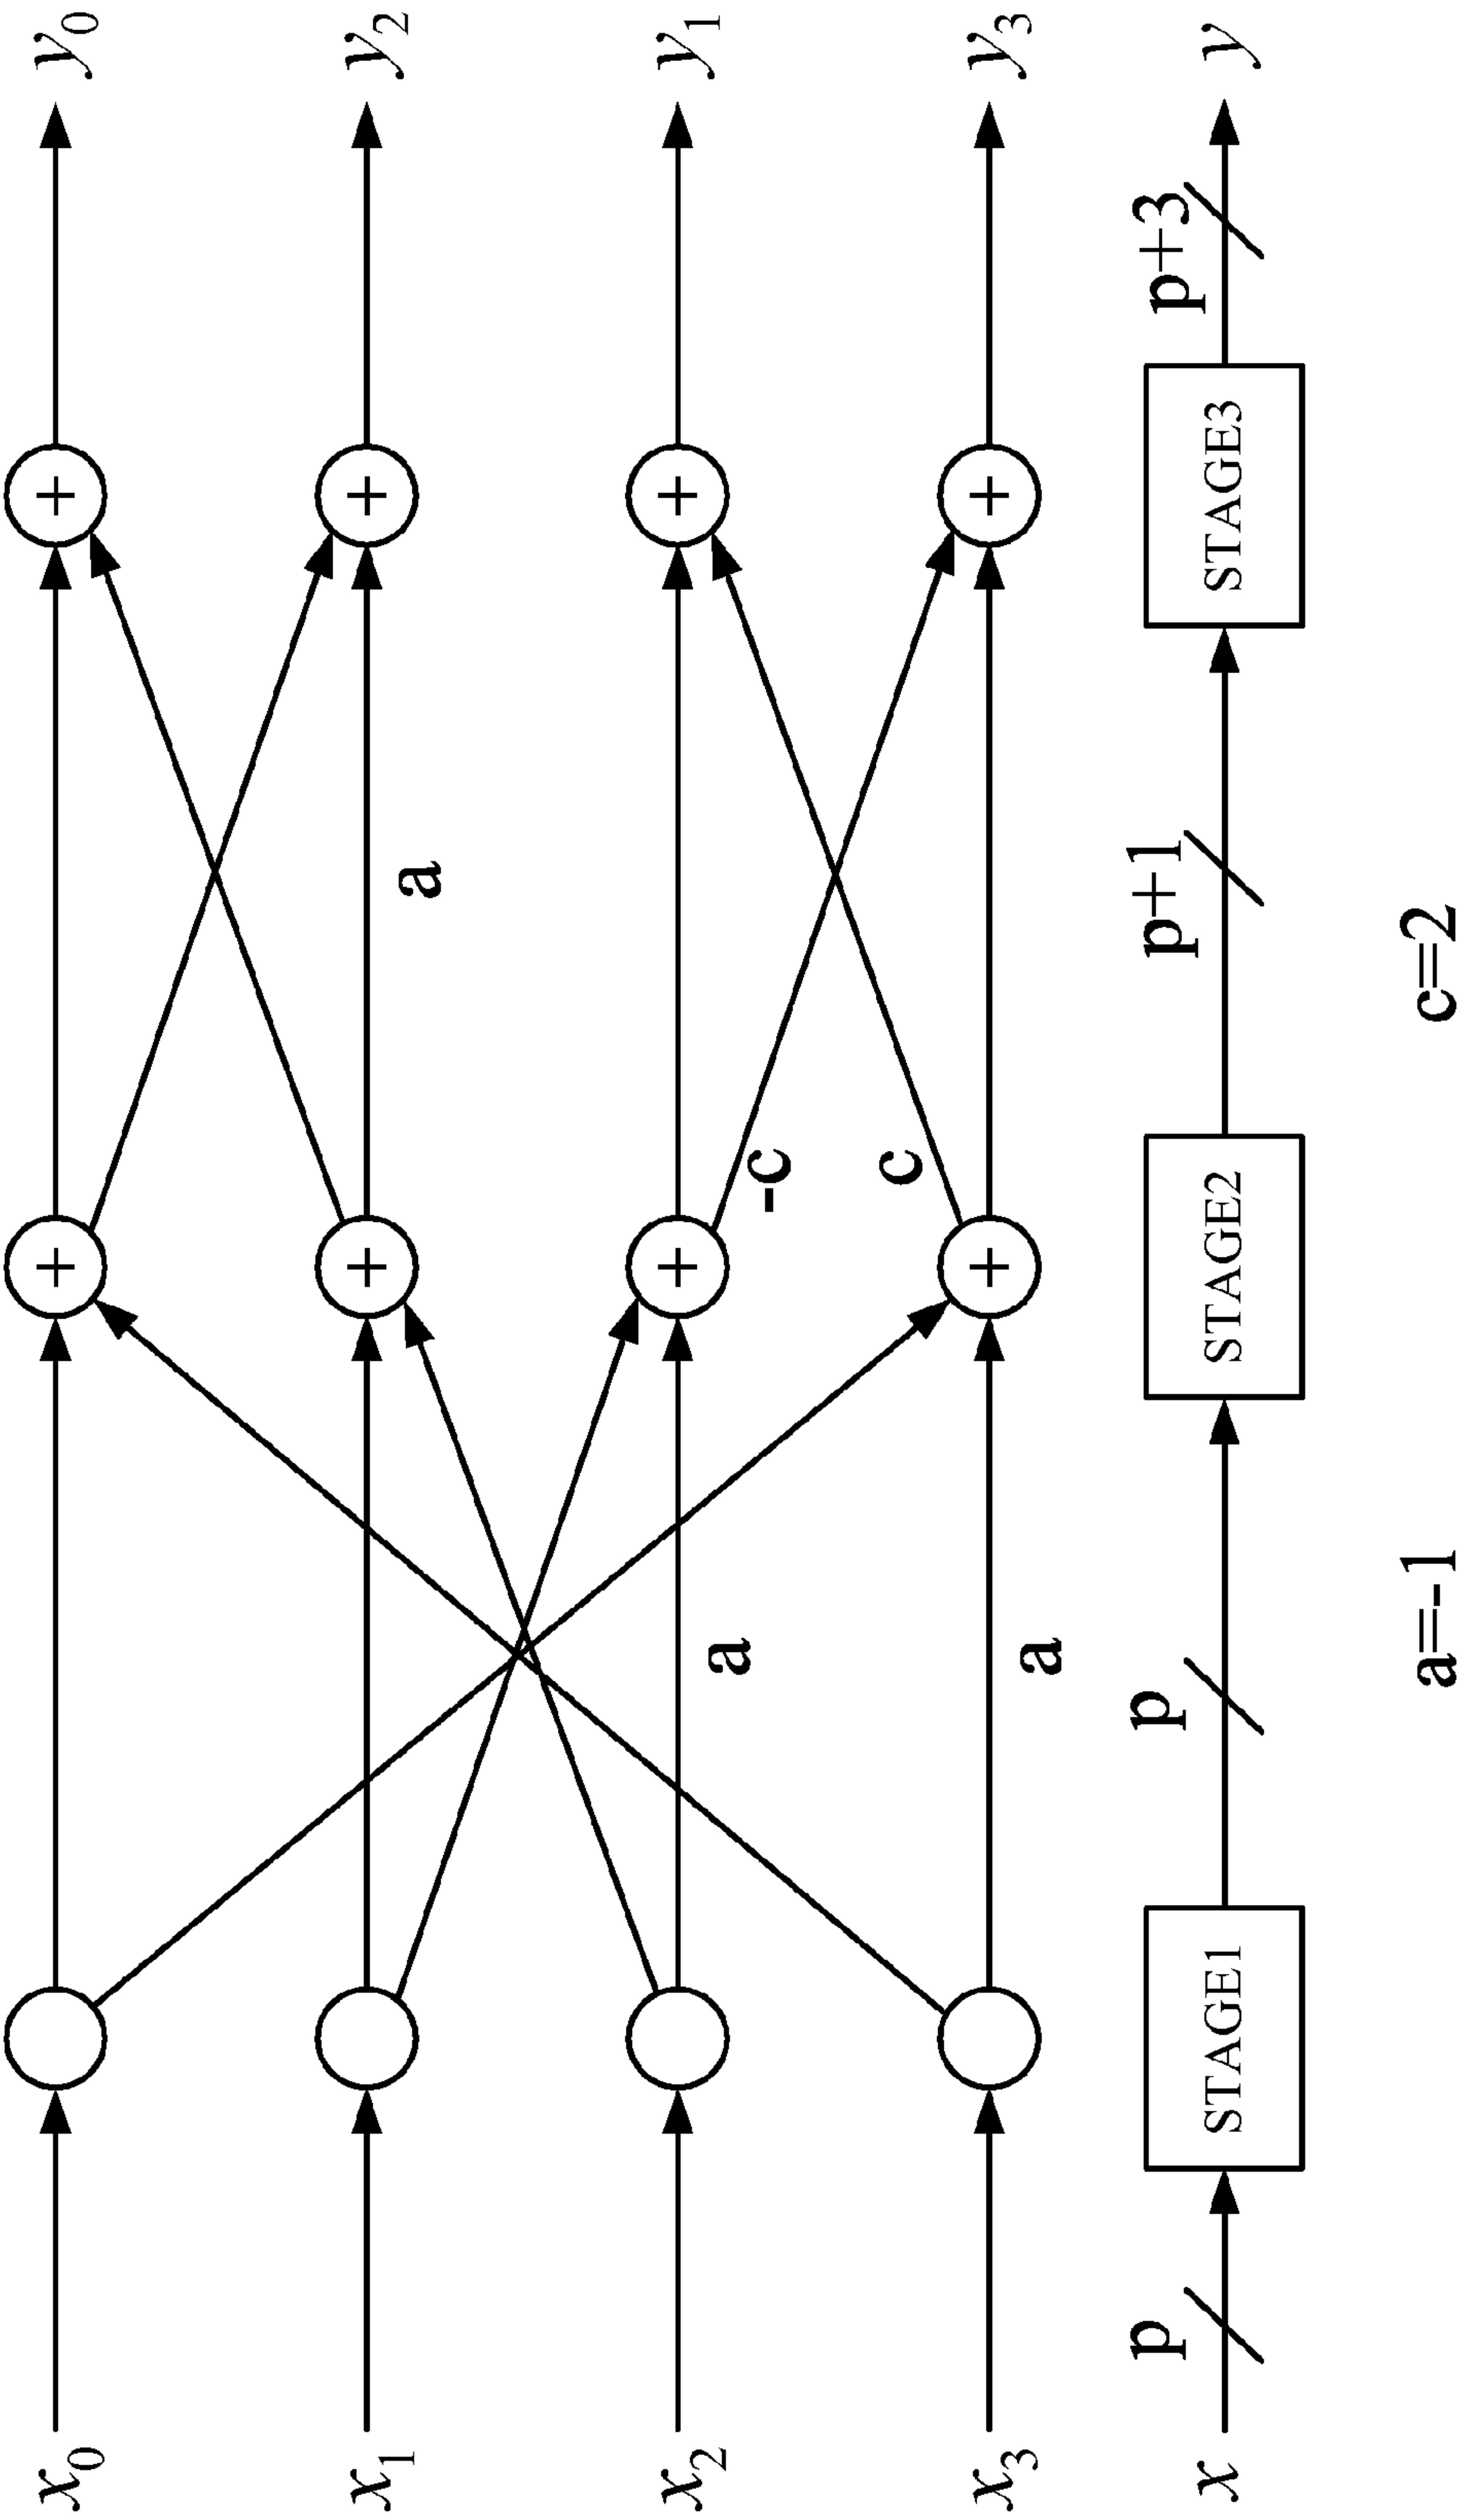 x0 y0
x1 a y2
x2 a -c y1
x3 a c y3
x p STAGE1 p STAGE2 p+1 STAGE3 p+3 y
a=-1 c=2